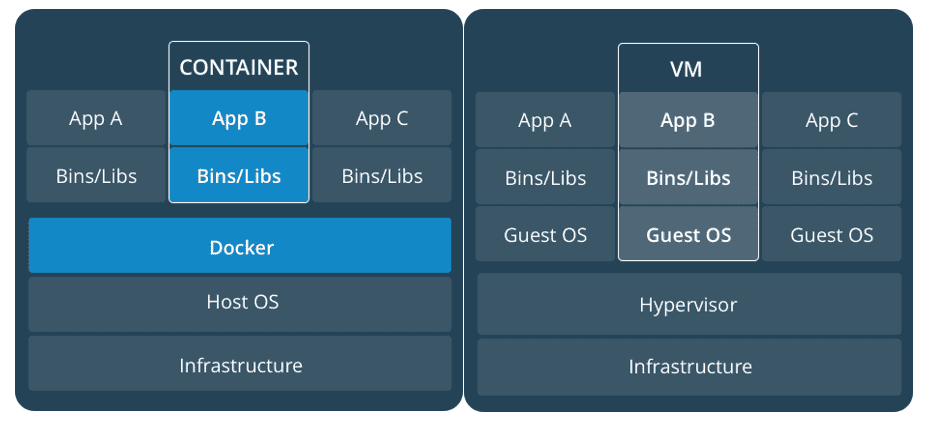 CONTAINER
App A App B App C
Bins/Libs Bins/Libs Bins/Libs
Docker
Host OS
Infrastructure
VM
App A App B App C
Bins/Libs Bins/Libs Bins/Libs
Guest OS Guest OS Guest OS
Hypervisor
Infrastructure